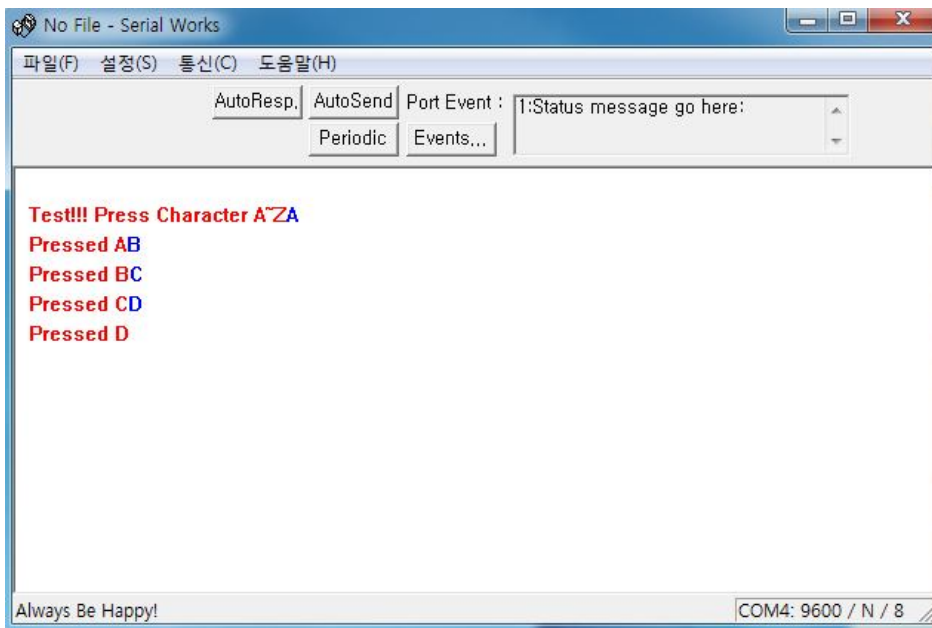 No File - Serial Works
파일(F) 설정(S) 통신(C) 도움말(H)
AutoResp. AutoSend Port Event : 1:Status message go here:
Periodic Events...
Test!!! Press Character A~ZA
Pressed AB
Pressed BC
Pressed CD
Pressed D
Always Be Happy! COM4: 9600 / N / 8